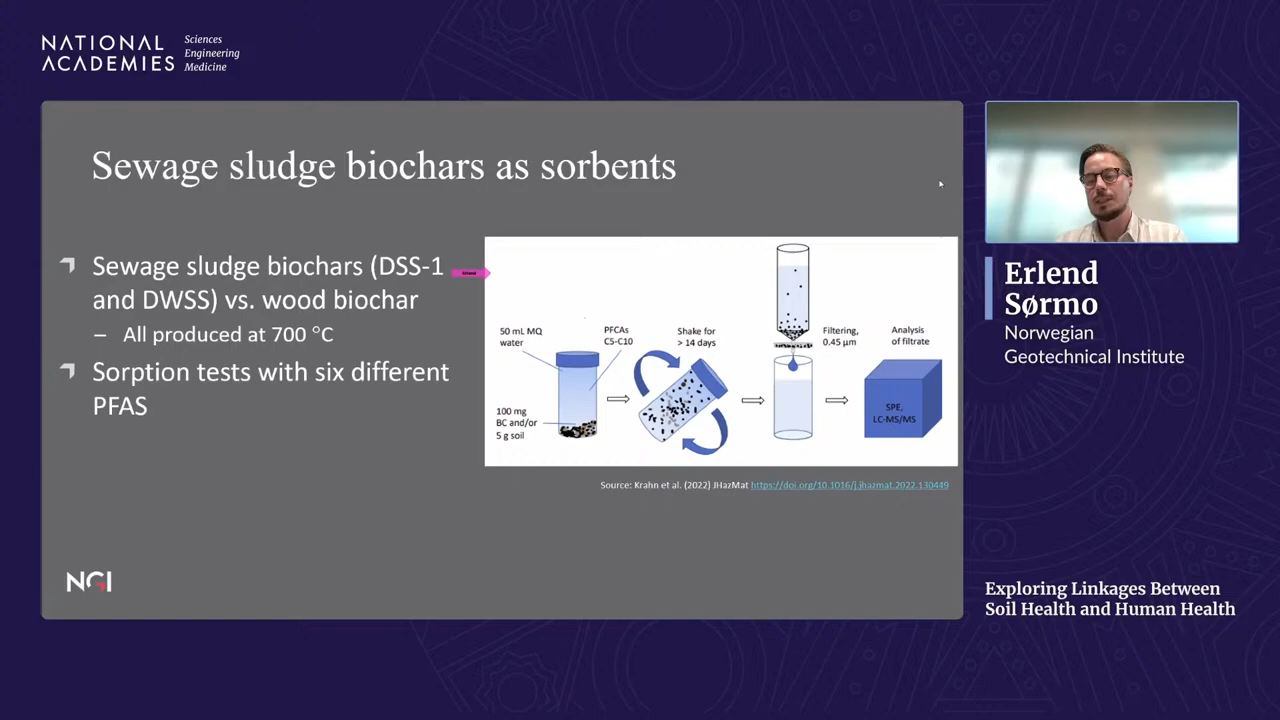 NATIONAL
ACADEMIES
Sciences
Engineering
Medicine
Sewage sludge biochars as sorbents
Sewage sludge biochars (DSS-1
and DWSS) vs. wood biochar
– All produced at 700 °C
Sorption tests with six different
PFAS
50 mL MQ
water
PFCAs
C5-C10
Shake for
> 14 days
Filtering,
0.45 µm
Analysis
of filtrate
100 mg
BC and/or
5 g soil
SPE,
LC-MS/MS
Source: Krahn et al. (2022) JHazMat https://doi.org/10.1016/j.jhazmat.2022.130449
NGI
Erlend
Sørmo
Norwegian
Geotechnical Institute
Exploring Linkages Between
Soil Health and Human Health